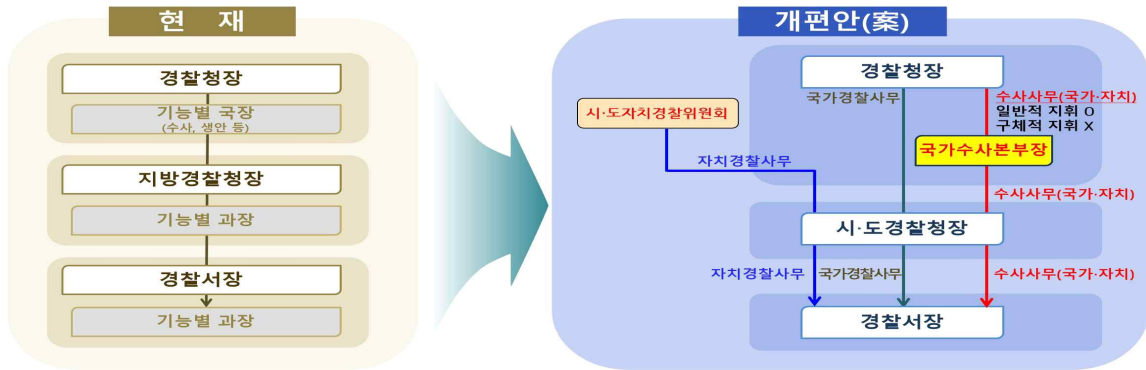 현 재
경찰청장
기능별 국장
(수사, 생안 등)
지방경찰청장
기능별 과장
경찰서장
기능별 과장
개편안(案)
경찰청장
국가경찰사무
수사사무(국가·자치)
일반적 지휘 O
구체적 지휘 X
시·도자치경찰위원회
국가수사본부장
자치경찰사무
수사사무(국가·자치)
시·도경찰청장
자치경찰사무
국가경찰사무
수사사무(국가·자치)
경찰서장